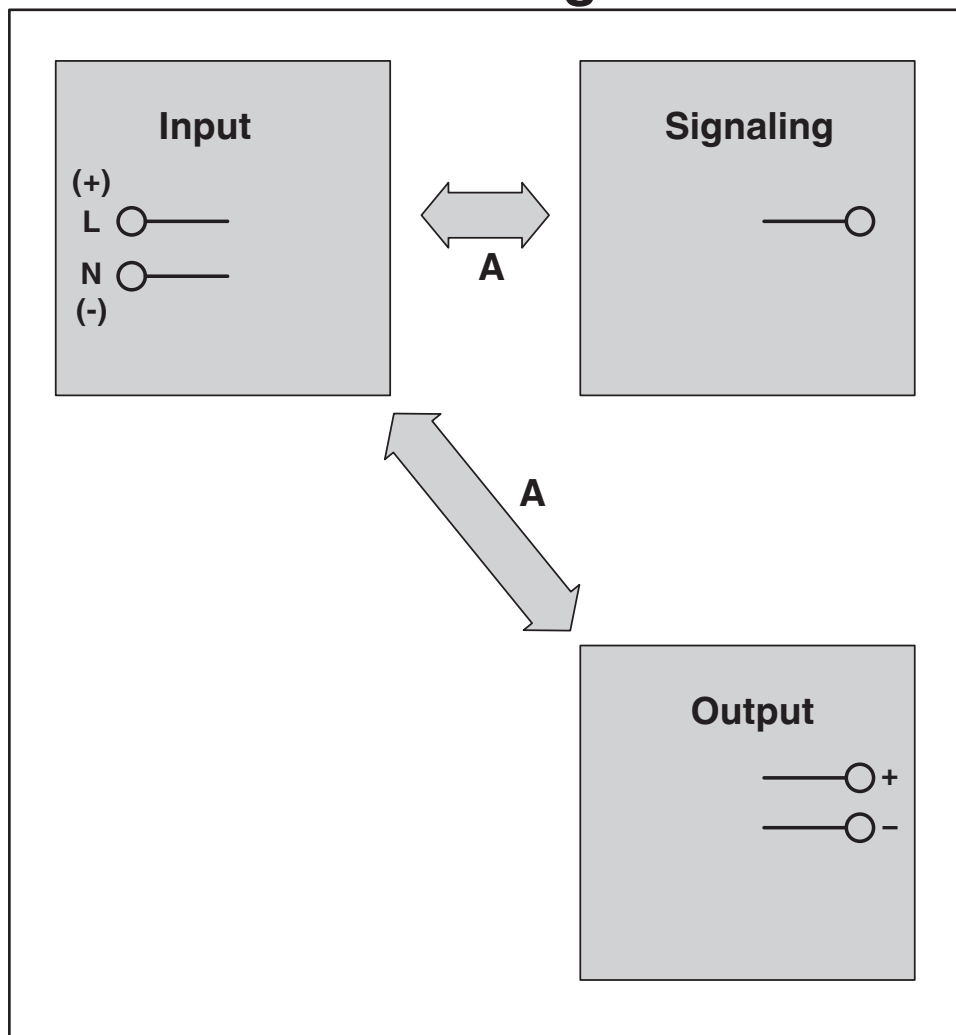 Input
(+)
L
N
(-)
A
Signaling
A
Output
+
–